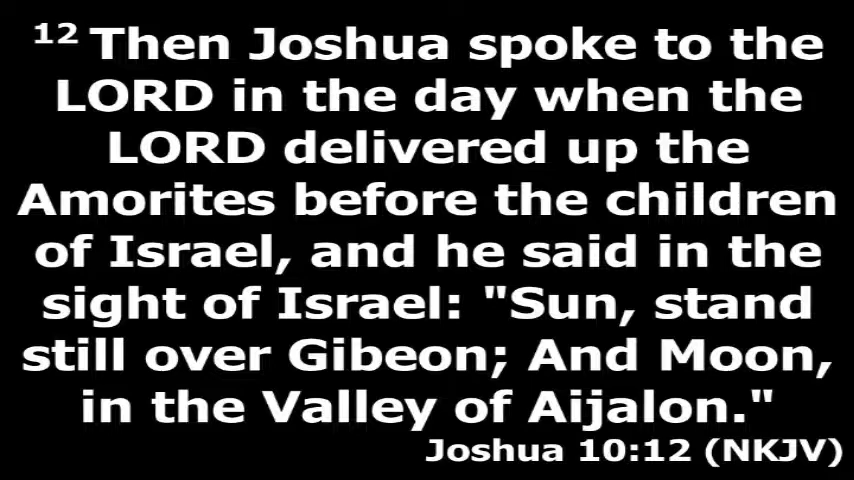 12 Then Joshua spoke to the
LORD in the day when the
LORD delivered up the
Amorites before the children
of Israel, and he said in the
sight of Israel: "Sun, stand
still over Gibeon; And Moon,
in the Valley of Aijalon."
Joshua 10:12 (NKJV)